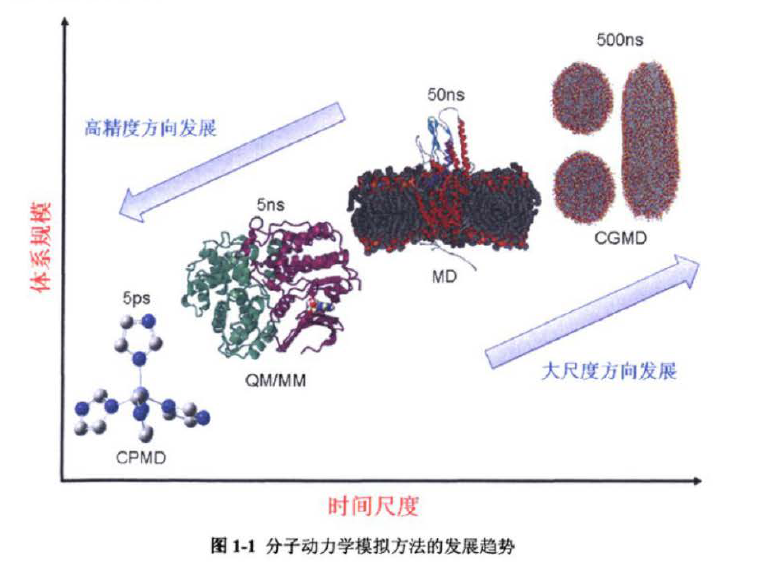 500ns
50ns
高精度方向发展
5ns
体系规模
CGMD
MD
5ps
大尺度方向发展
QM/MM
CPMD
时间尺度
图 1-1 分子动力学模拟方法的发展趋势